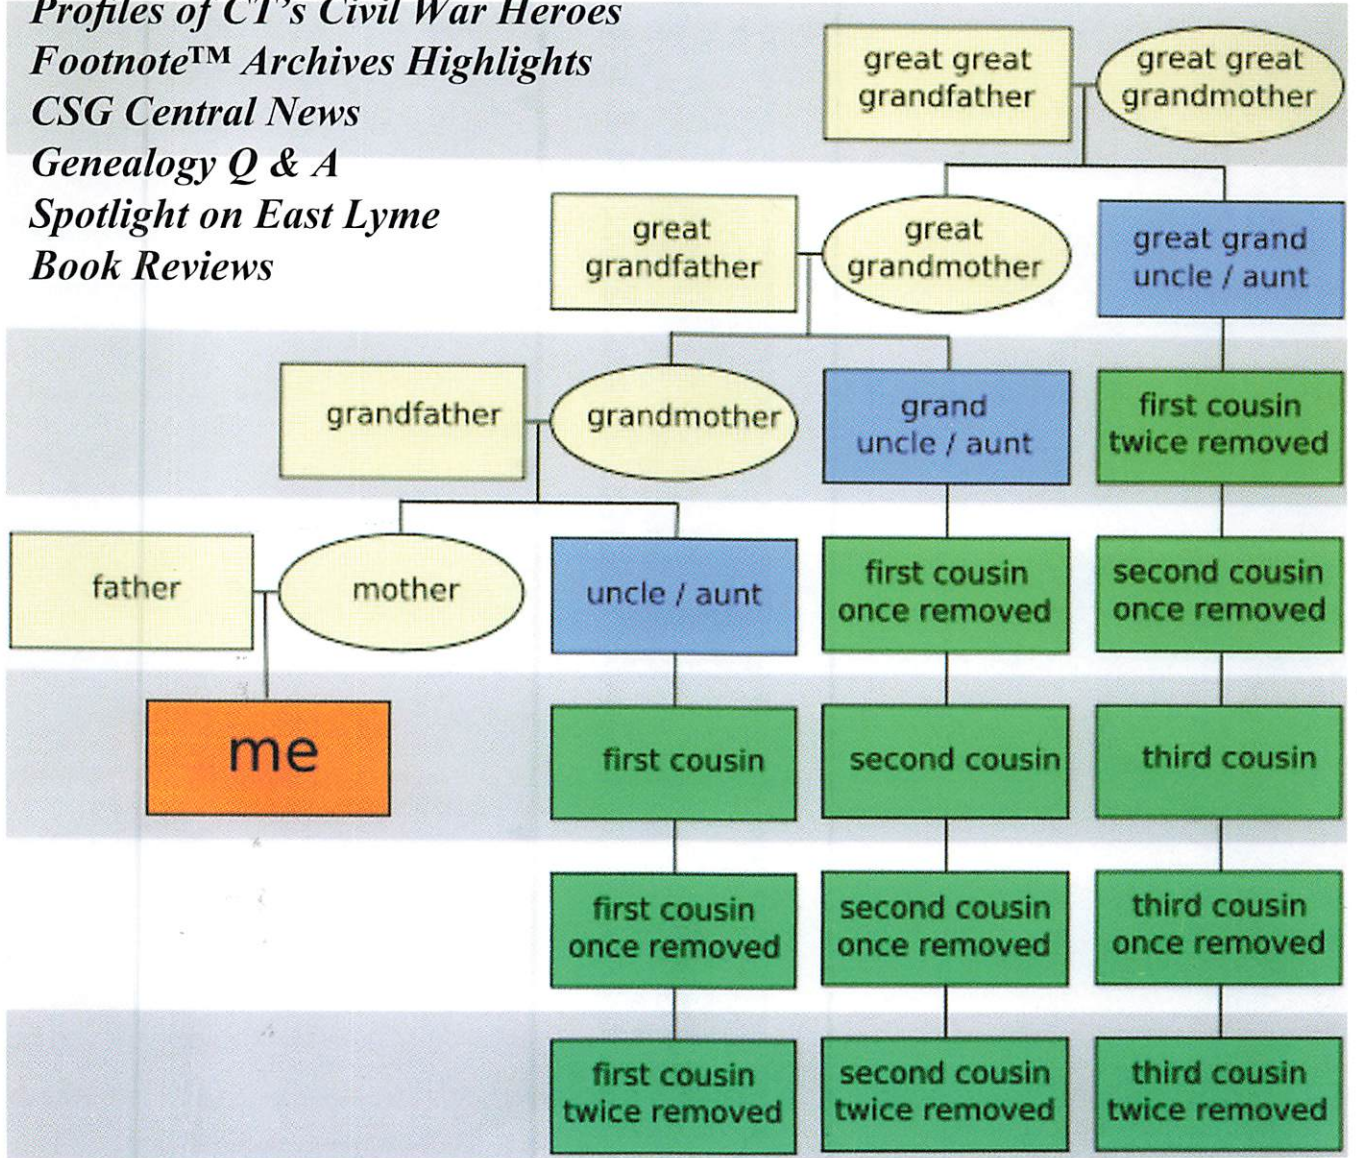 Profiles of CT's Civil War Heroes
Footnote™ Archives Highlights
CSG Central News
Genealogy Q & A
Spotlight on East Lyme
Book Reviews
great great
grandfather
great great
grandmother
great
grandfather
great
grandmother
great grand
uncle / aunt
grandfather
grandmother
grand
uncle / aunt
first cousin
twice removed
father
mother
uncle / aunt
first cousin
once removed
second cousin
once removed
me
first cousin
second cousin
third cousin
first cousin
once removed
second cousin
once removed
third cousin
once removed
first cousin
twice removed
second cousin
twice removed
third cousin
twice removed